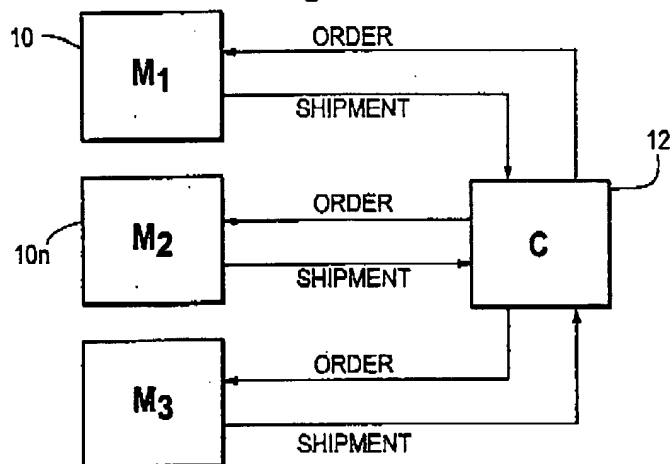 ORDER
10
M1
SHIPMENT
12
ORDER
M2
C
10n
SHIPMENT
ORDER
M3
SHIPMENT